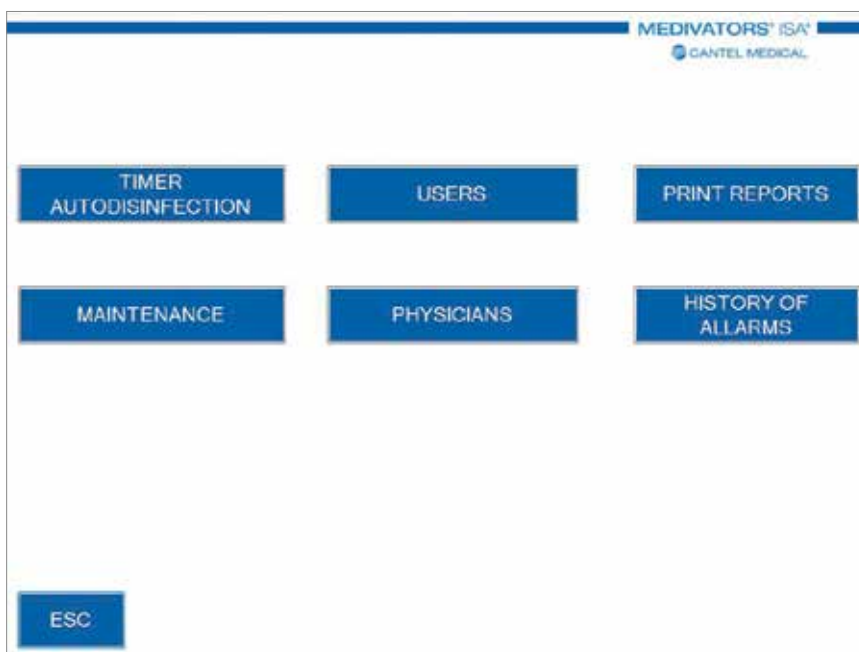 MEDIVATORS® ISA®
CANTEL MEDICAL
TIMER
AUTODISINFECTION
USERS
PRINT REPORTS
MAINTENANCE
PHYSICIANS
HISTORY OF
ALLARMS
ESC